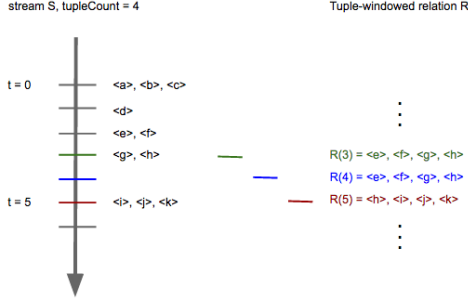 stream S, tupleCount = 4
Tuple-windowed relation R
t = 0
<a>, <b>, <c>
<d>
<e>, <f>
<g>, <h>
R(3) = <e>, <f>, <g>, <h>
R(4) = <e>, <f>, <g>, <h>
t = 5
<i>, <j>, <k>
R(5) = <h>, <i>, <j>, <k>